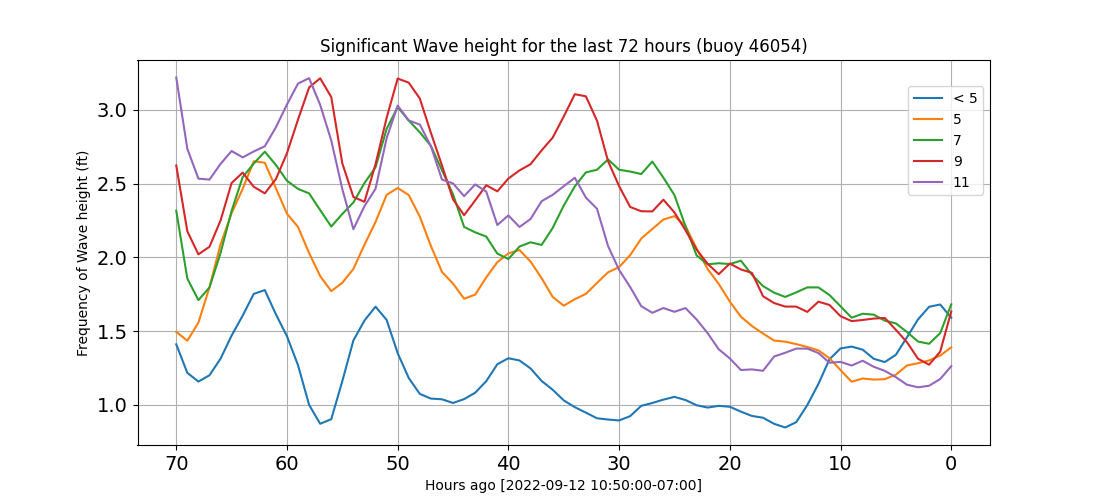 Significant Wave height for the last 72 hours (buoy 46054)
Frequency of Wave height (ft)
3.0
2.5
2.0
1.5
1.0
< 5
5
7
9
11
70 60 50 40 30 20 10 0
Hours ago [2022-09-12 10:50:00-07:00]